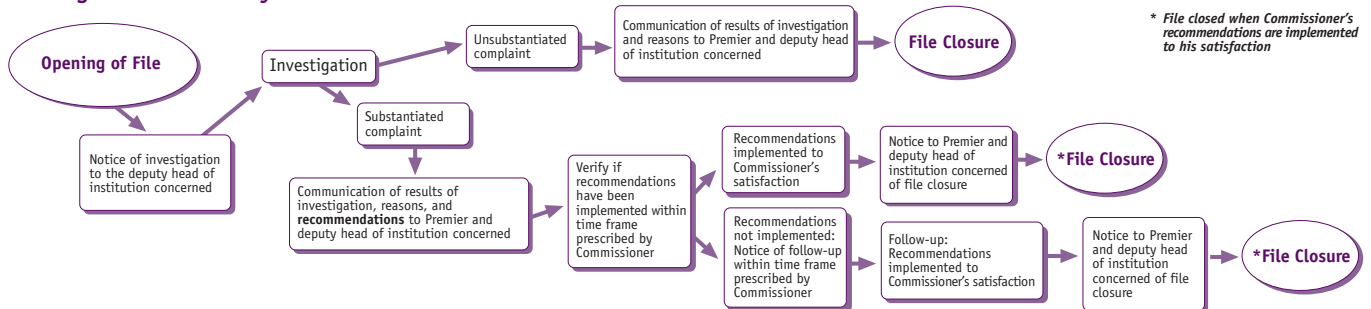 * File closed when Commissioner's
recommendations are implemented
to his satisfaction
Opening of File
Notice of investigation
to the deputy head of
institution concerned
Investigation
Unsubstantiated
complaint
Communication of results of investigation
and reasons to Premier and deputy head
of institution concerned
File Closure
Substantiated
complaint
Communication of results of
investigation, reasons, and
recommendations to Premier and
deputy head of institution concerned
Verify if
recommendations
have been
implemented within
time frame
prescribed by
Commissioner
Recommendations
implemented to
Commissioner's
satisfaction
Notice to Premier and
deputy head of
institution concerned
of file closure
*File Closure
Recommendations
not implemented:
Notice of follow-up
within time frame
prescribed by
Commissioner
Follow-up:
Recommendations
implemented to
Commissioner's satisfaction
Notice to Premier
and deputy head
of institution
concerned of file
closure
*File Closure